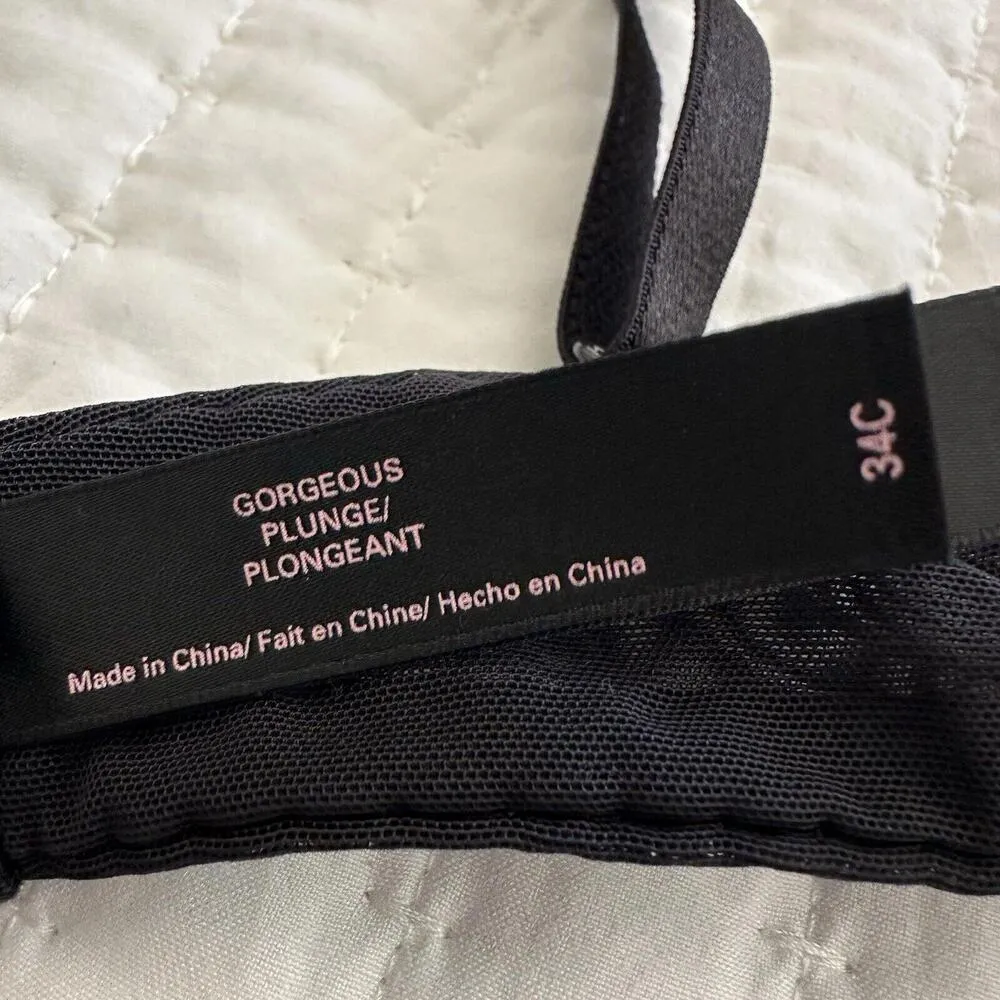 GORGEOUS
PLUNGE/
PLONGEANT
Made in China/ Fait en Chine/ Hecho en China
34C